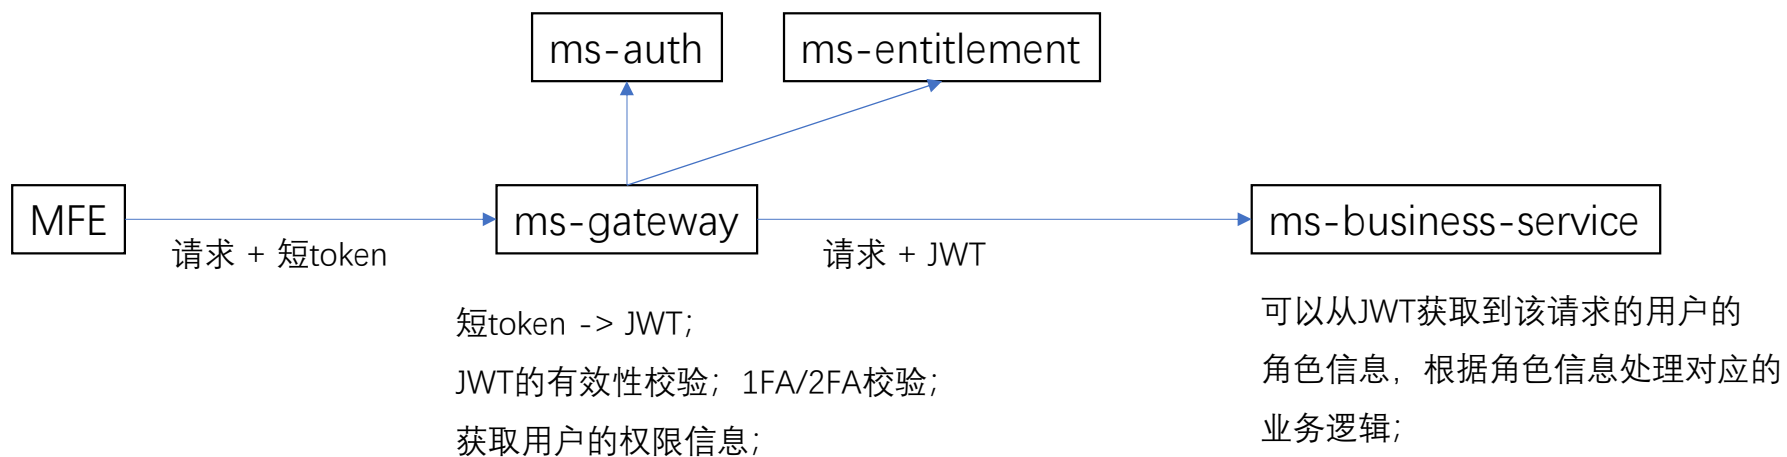 ms-auth
ms-entitlement
MFE
请求 + 短token
ms-gateway
请求 + JWT
ms-business-service
短token -> JWT;
JWT的有效性校验；1FA/2FA校验；
获取用户的权限信息；
可以从JWT获取到该请求的用户的
角色信息，根据角色信息处理对应的
业务逻辑；